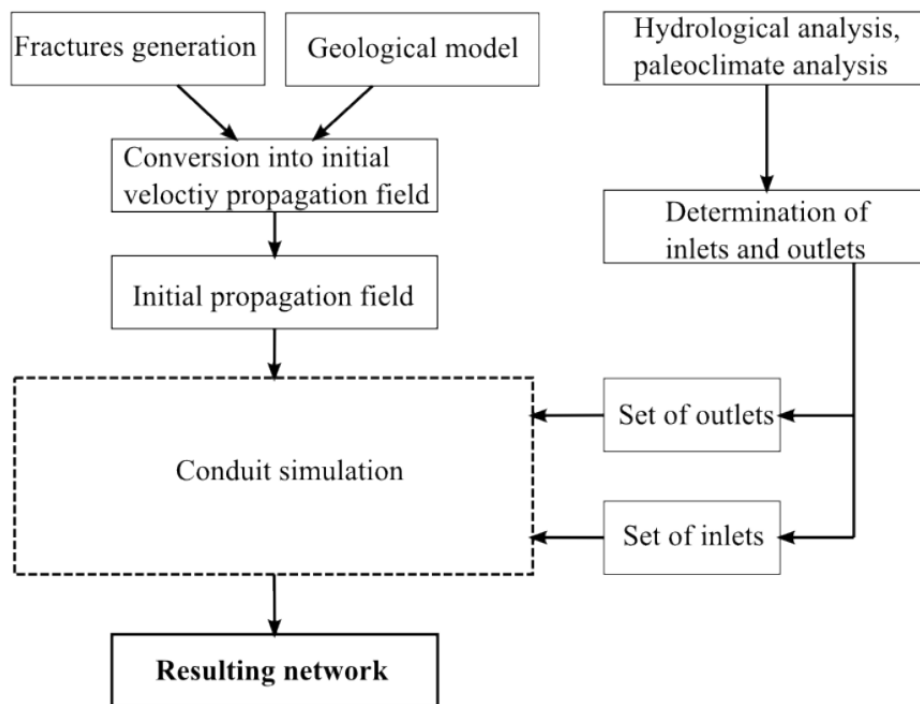 Fractures generation
Geological model
Hydrological analysis,
paleoclimate analysis
Conversion into initial
veloctiy propagation field
Determination of
inlets and outlets
Initial propagation field
Set of outlets
Conduit simulation
Set of inlets
Resulting network